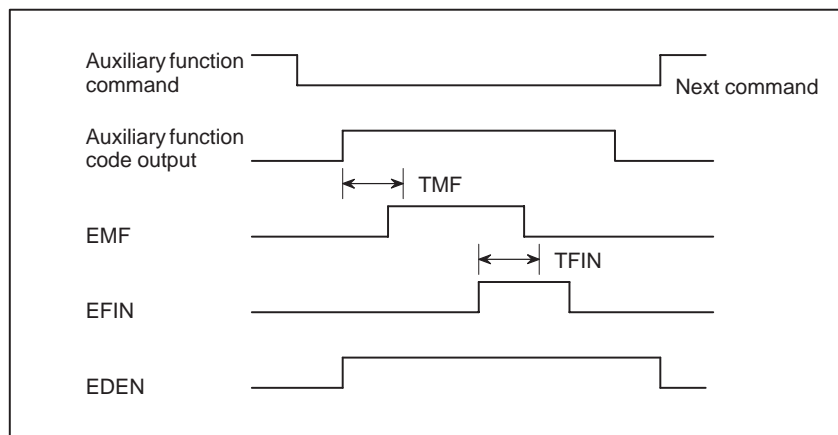 Auxiliary function
command
Next command
Auxiliary function
code output
TMF
EMF
TFIN
EFIN
EDEN